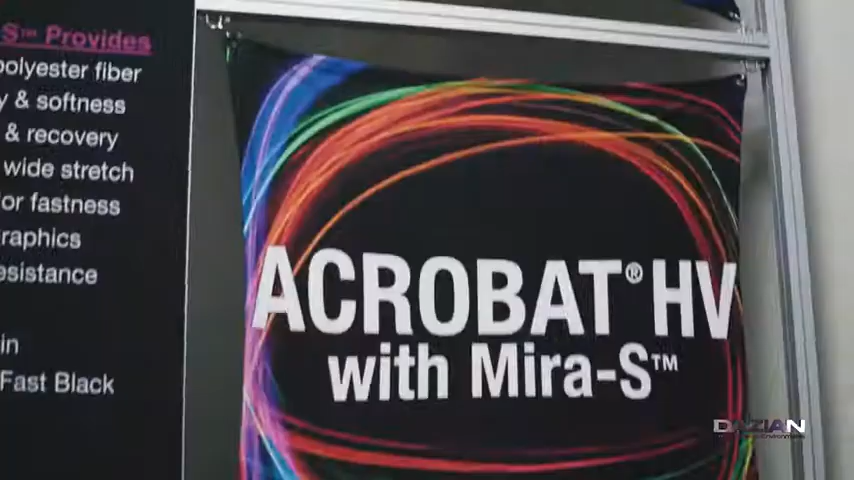 S™ Provides
polyester fiber
y & softness
& recovery
wide stretch
or fastness
raphics
esistance
in
Fast Black
ACROBAT® HV
with Mira-S™
DAZIAN